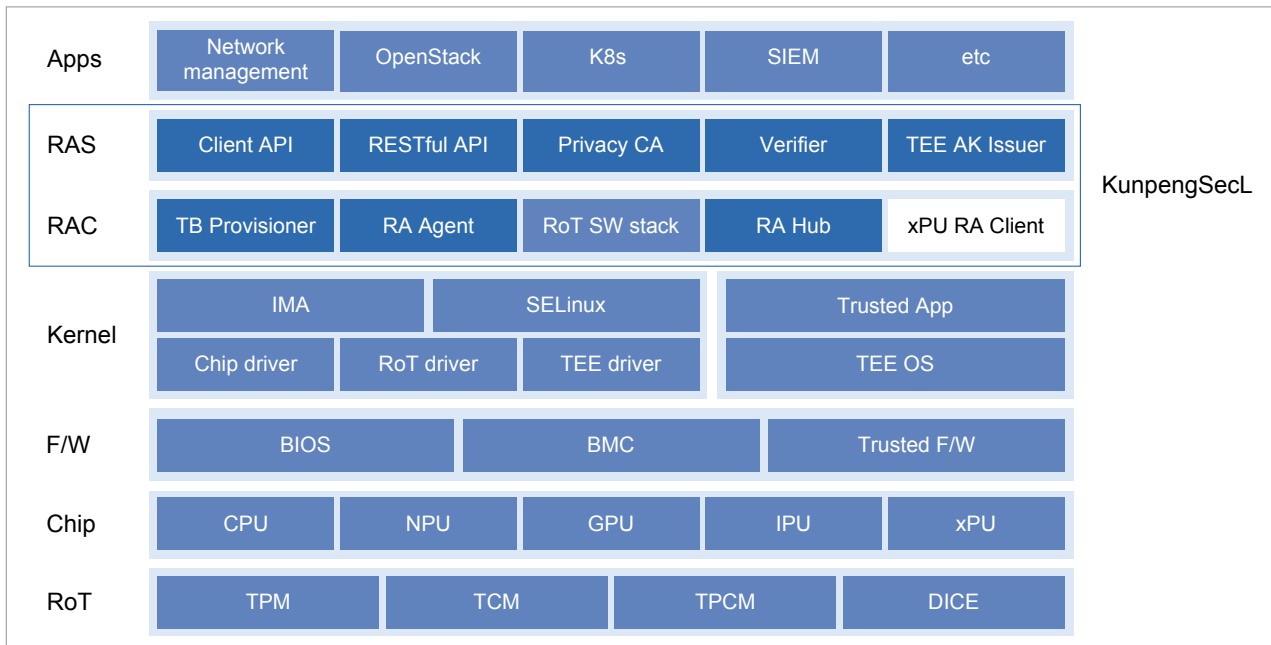 Apps
Network
management
OpenStack
K8s
SIEM
etc
RAS
Client API
RESTful API
Privacy CA
Verifier
TEE AK Issuer
KunpengSecL
RAC
TB Provisioner
RA Agent
RoT SW stack
RA Hub
xPU RA Client
Kernel
IMA
SELinux
Trusted App
Chip driver
RoT driver
TEE driver
TEE OS
F/W
BIOS
BMC
Trusted F/W
Chip
CPU
NPU
GPU
IPU
xPU
RoT
TPM
TCM
TPCM
DICE